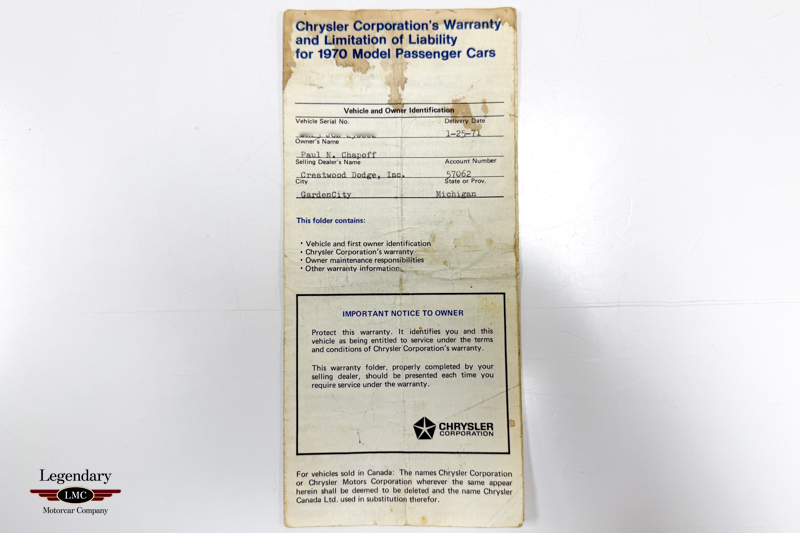 Chrysler Corporation's Warranty
and Limitation of Liability
for 1970 Model Passenger Cars
Vehicle and Owner Identification
Vehicle Serial No. Delivery Date
1-25-71
Owner's Name
Paul N. Chapoff
Selling Dealer's Name Account Number
Crestwood Dodge, Inc. 57062
City State or Prov.
GardenCity Michigan
This folder contains:
• Vehicle and first owner identification
• Chrysler Corporation's warranty
• Owner maintenance responsibilities
• Other warranty information
IMPORTANT NOTICE TO OWNER
Protect this warranty. It identifies you and this
vehicle as being entitled to service under the terms
and conditions of Chrysler Corporation's warranty.
This warranty folder, properly completed by your
selling dealer, should be presented each time you
require service under the warranty.
CHRYSLER
CORPORATION
For vehicles sold in Canada: The names Chrysler Corporation
or Chrysler Motors Corporation wherever the same appear
herein shall be deemed to be deleted and the name Chrysler
Canada Ltd. used in substitution therefor.
Legendary
LMC
Motorcar Company